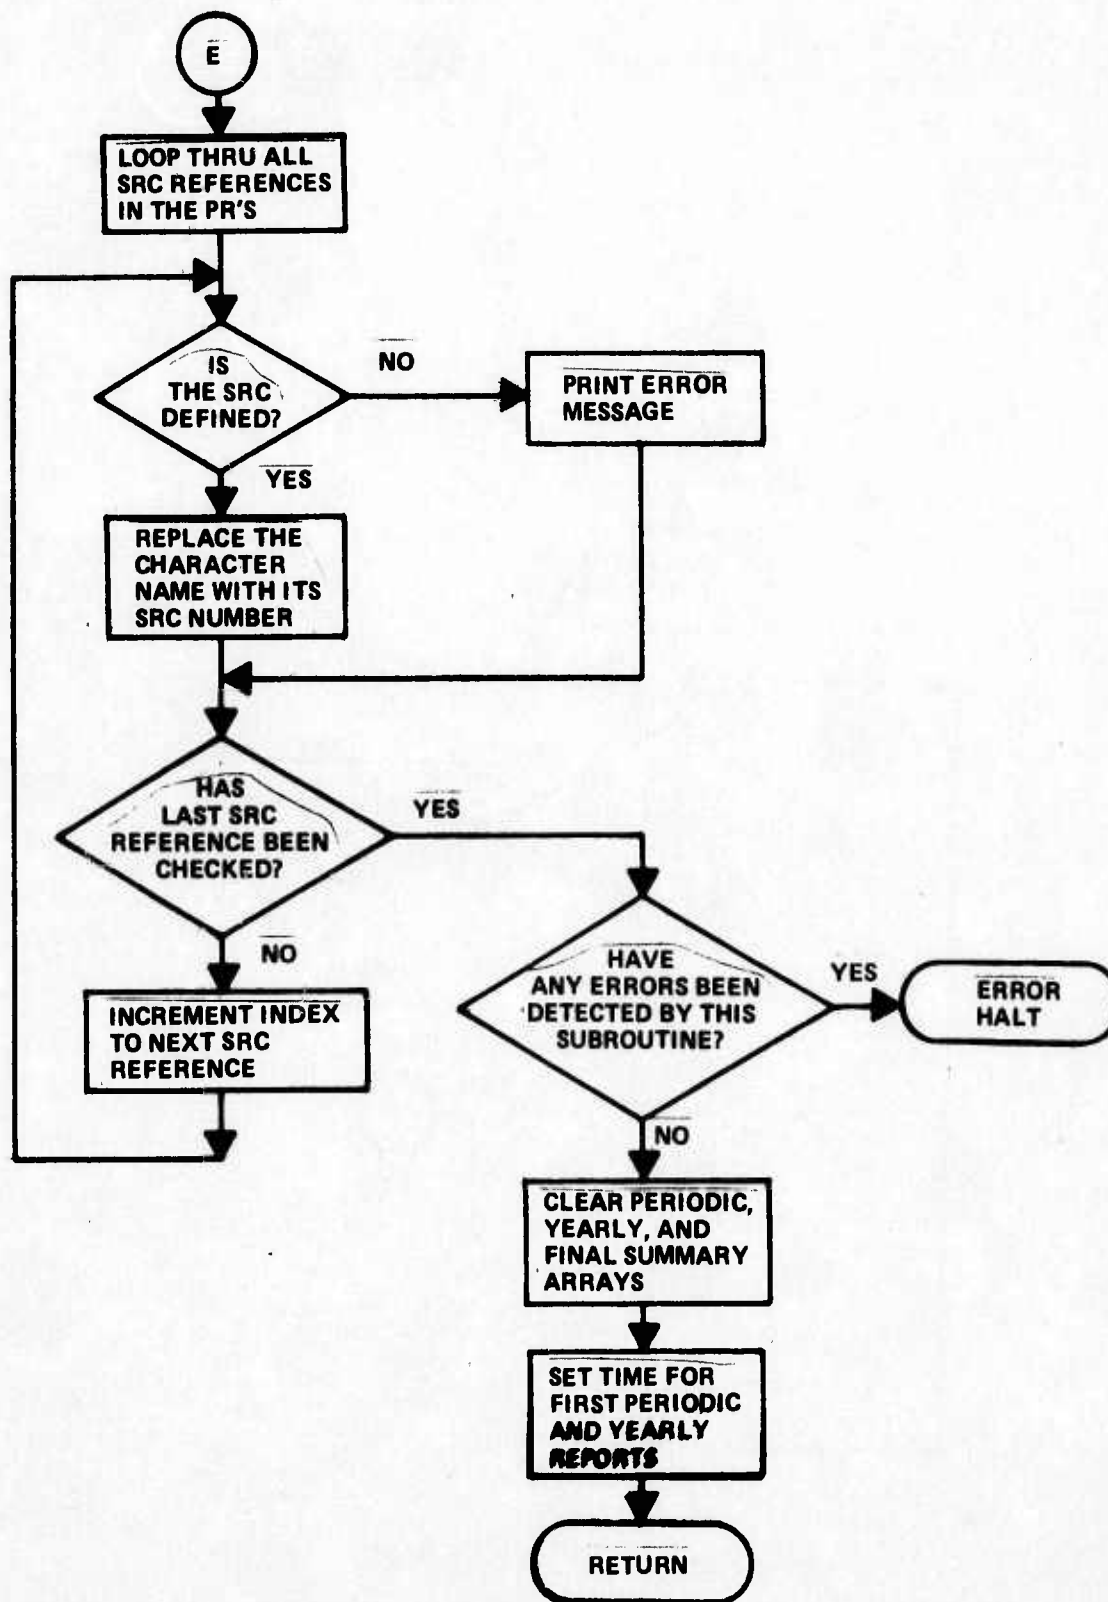 E
LOOP THRU ALL
SRC REFERENCES
IN THE PR'S
IS
THE SRC
DEFINED?
NO
PRINT ERROR
MESSAGE
YES
REPLACE THE
CHARACTER
NAME WITH ITS
SRC NUMBER
HAS
LAST SRC
REFERENCE BEEN
CHECKED?
YES
NO
INCREMENT INDEX
TO NEXT SRC
REFERENCE
HAVE
ANY ERRORS BEEN
DETECTED BY THIS
SUBROUTINE?
YES
ERROR
HALT
NO
CLEAR PERIODIC,
YEARLY, AND
FINAL SUMMARY
ARRAYS
SET TIME FOR
FIRST PERIODIC
AND YEARLY
REPORTS
RETURN